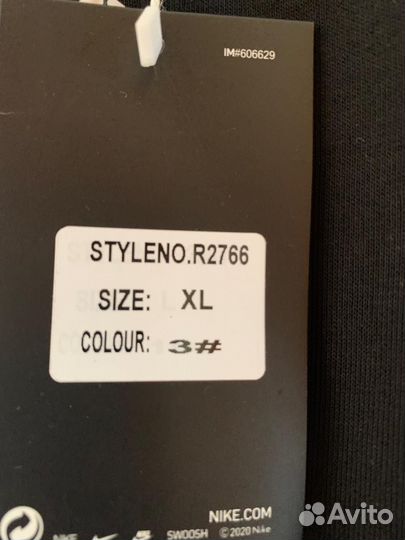 IM#606629
STYLENO.R2766
SIZE: XL
COLOUR: 3#
NIKE.COM
NIKE SWOOSH ©2020 Nike
Avito